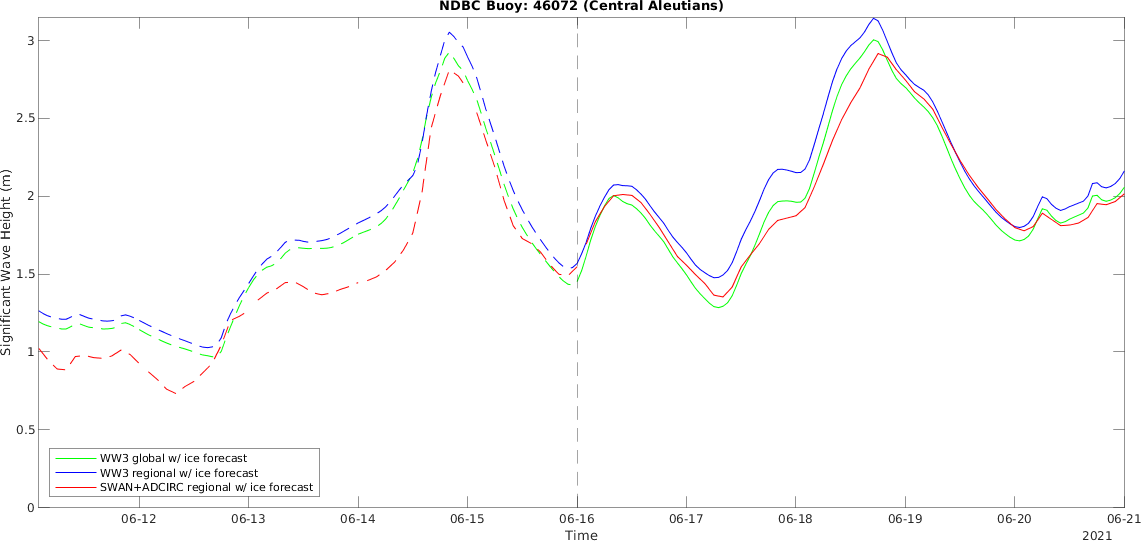 NDBC Buoy: 46072 (Central Aleutians)
Significant Wave Height (m)
3
2.5
2
1.5
1
0.5
0
WW3 global w/ ice forecast
WW3 regional w/ ice forecast
SWAN+ADCIRC regional w/ ice forecast
06-12 06-13 06-14 06-15 06-16 06-17 06-18 06-19 06-20 06-21
Time
2021